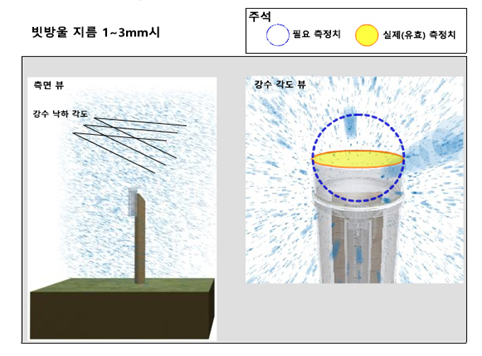 빗방울 지름 1~3mm시
주석
필요 측정치
실제(유효) 측정치
측면 뷰
강수 낙하 각도
강수 각도 뷰